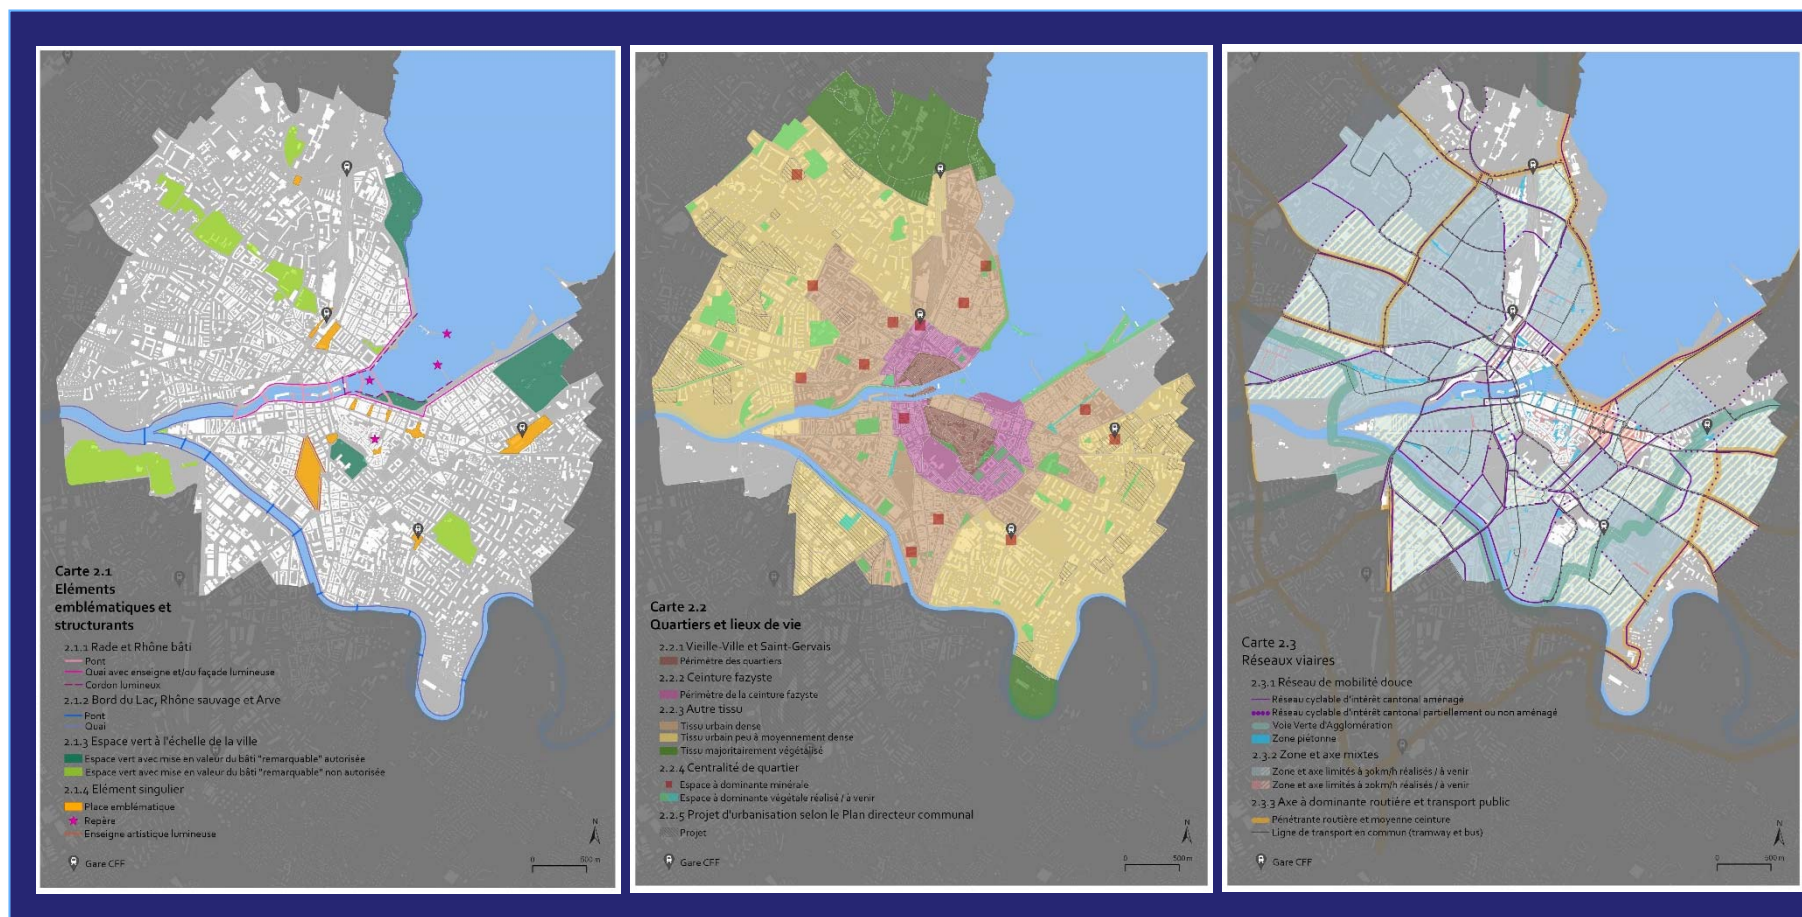 Carte 2.1
Eléments
emblématiques et
structurants
2.1.1 Rade et Rhône bâti
Pont
Quai avec enseigne et/ou façade lumineuse
Cordon lumineux
2.1.2 Bord du Lac, Rhône sauvage et Arve
Pont
Quai
2.1.3 Espace vert à l'échelle de la ville
Espace vert avec mise en valeur du bâti "remarquable" autorisée
Espace vert avec mise en valeur du bâti "remarquable" non autorisée
2.1.4 Elément singulier
Place emblématique
Repère
Enseigne artistique lumineuse
Gare CFF
N
0 500 m
Carte 2.2
Quartiers et lieux de vie
2.2.1 Vieille-Ville et Saint-Gervais
Périmètre des quartiers
2.2.2 Ceinture fazyste
Périmètre de la ceinture fazyste
2.2.3 Autre tissu
Tissu urbain dense
Tissu urbain peu à moyennement dense
Tissu majoritairement végétalisé
2.2.4 Centralité de quartier
Espace à dominante minérale
Espace à dominante végétale réalisé / à venir
2.2.5 Projet d'urbanisation selon le Plan directeur communal
Projet
Gare CFF
N
0 500 m
Carte 2.3
Réseaux viaires
2.3.1 Réseau de mobilité douce
Réseau cyclable d'intérêt cantonal aménagé
Réseau cyclable d'intérêt cantonal partiellement ou non aménagé
Voie Verte d'Agglomération
Zone piétonne
2.3.2 Zone et axe mixtes
Zone et axe limités à 30km/h réalisés / à venir
Zone et axe limités à 20km/h réalisés / à venir
2.3.3 Axe à dominante routière et transport public
Pénétrante routière et moyenne ceinture
Ligne de transport en commun (tramway et bus)
Gare CFF
N
0 500 m